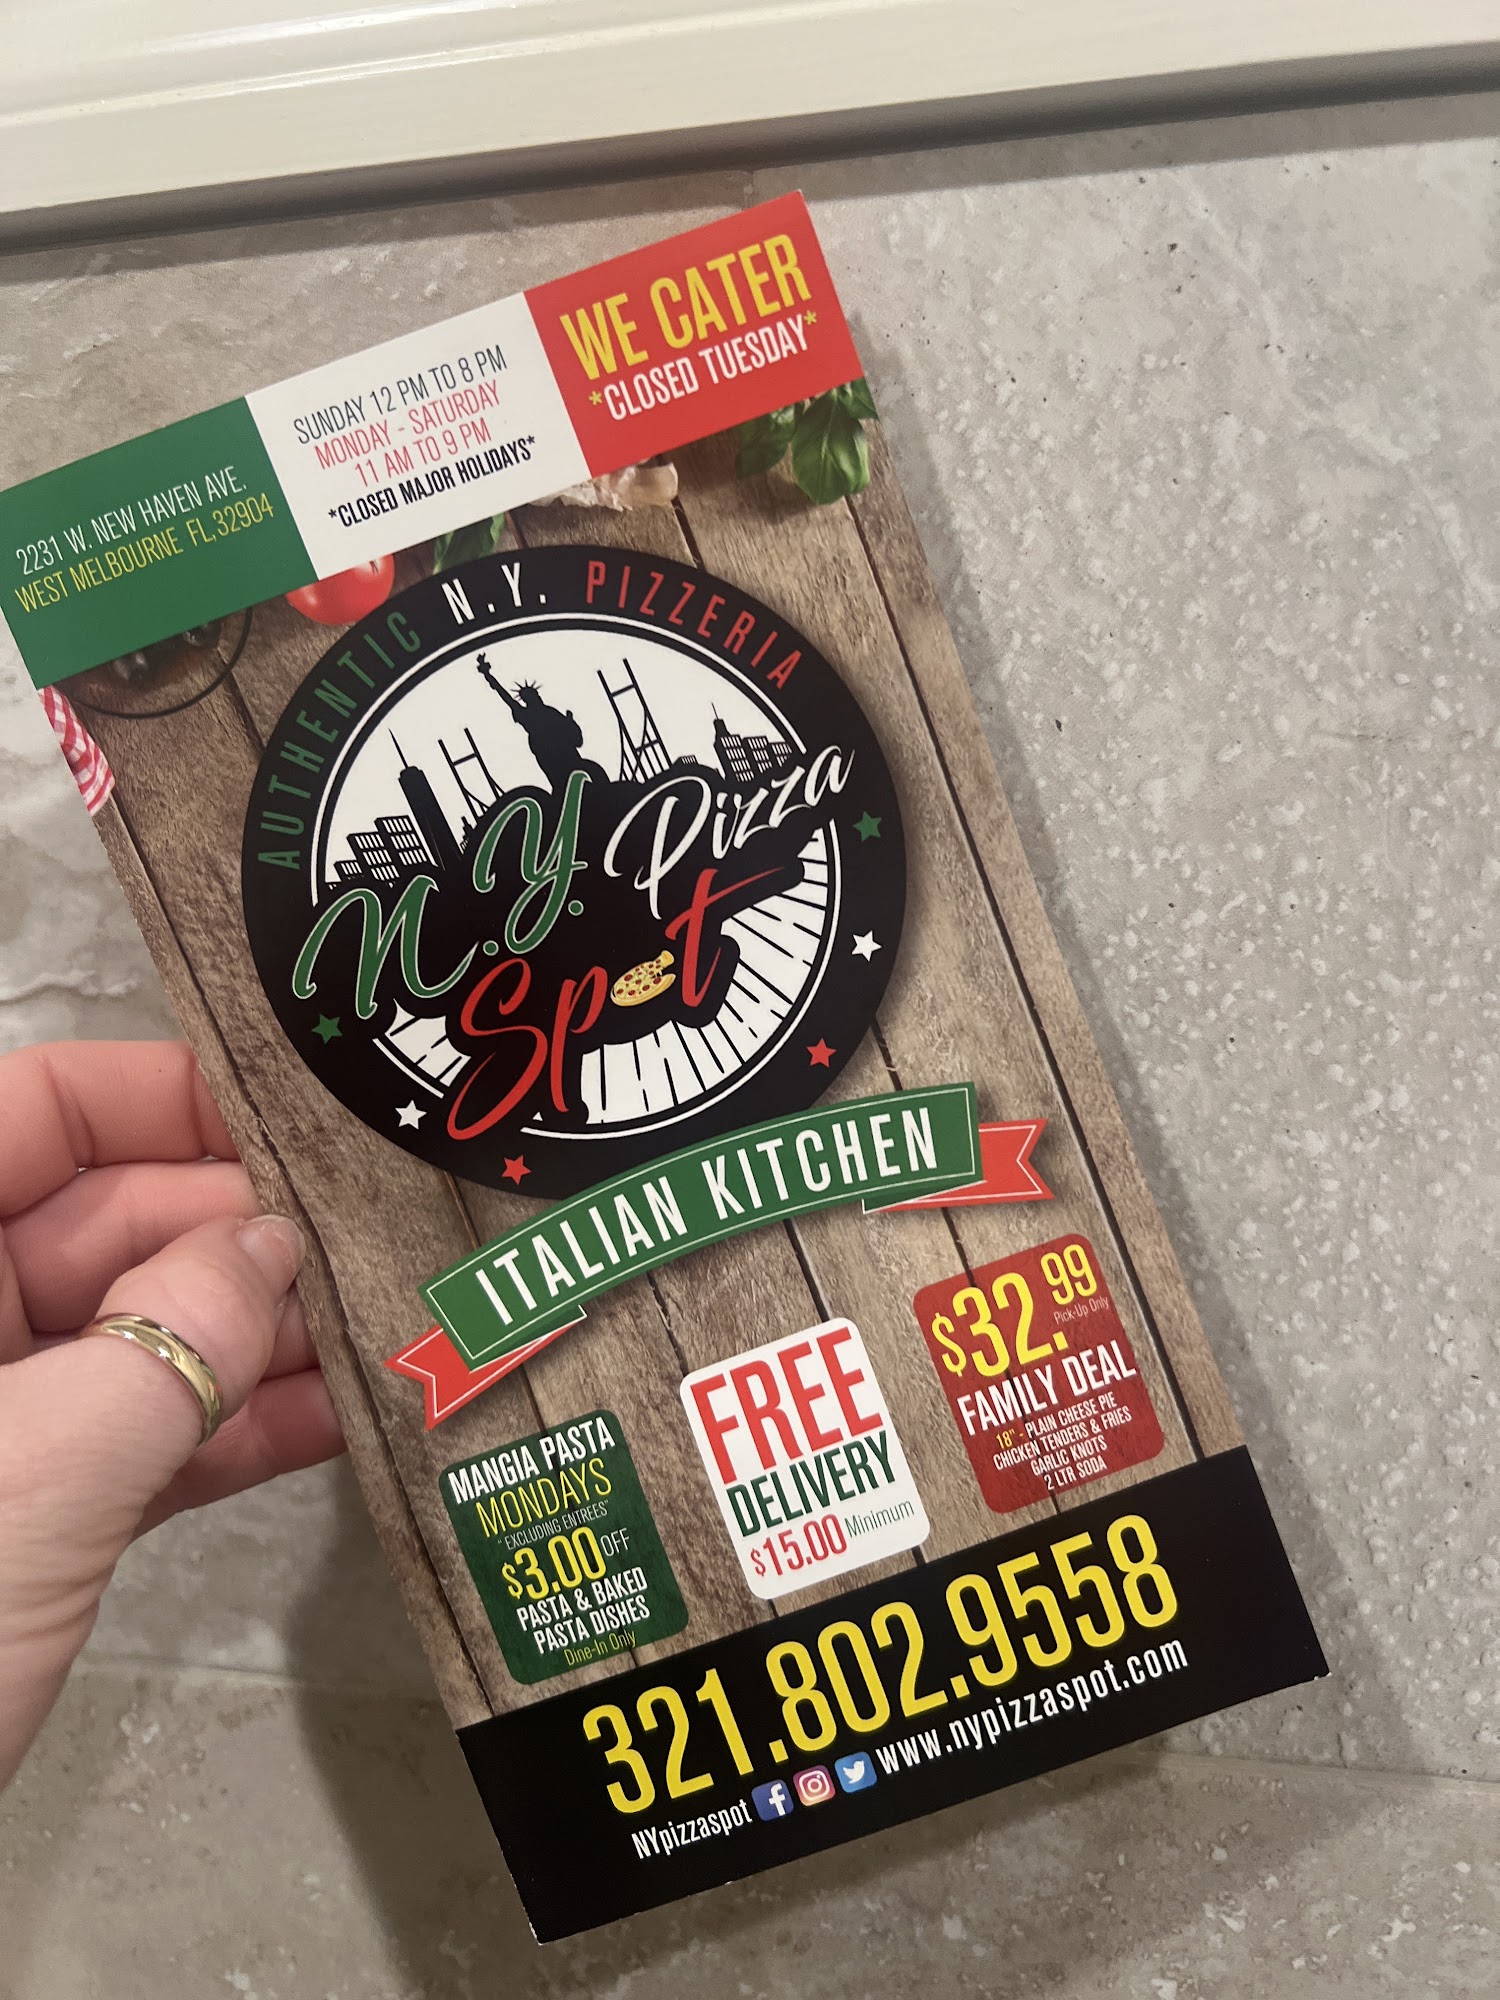 2231 W. NEW HAVEN AVE.
WEST MELBOURNE FL,32904
SUNDAY 12 PM TO 8 PM
MONDAY - SATURDAY
11 AM TO 9 PM
*CLOSED MAJOR HOLIDAYS*
WE CATER
*CLOSED TUESDAY*
AUTHENTIC N.Y. PIZZERIA
N.Y. Pizza
Spot
ITALIAN KITCHEN
MANGIA PASTA
MONDAYS
"EXCLUDING ENTREES"
$3.00 OFF
PASTA & BAKED
PASTA DISHES
Dine-In Only
FREE
DELIVERY
$15.00 Minimum
$32.99
Pick-Up Only
FAMILY DEAL
18" - PLAIN CHEESE PIE
CHICKEN TENDERS & FRIES
GARLIC KNOTS
2 LTR SODA
321.802.9558
NYpizzaspot www.nypizzaspot.com